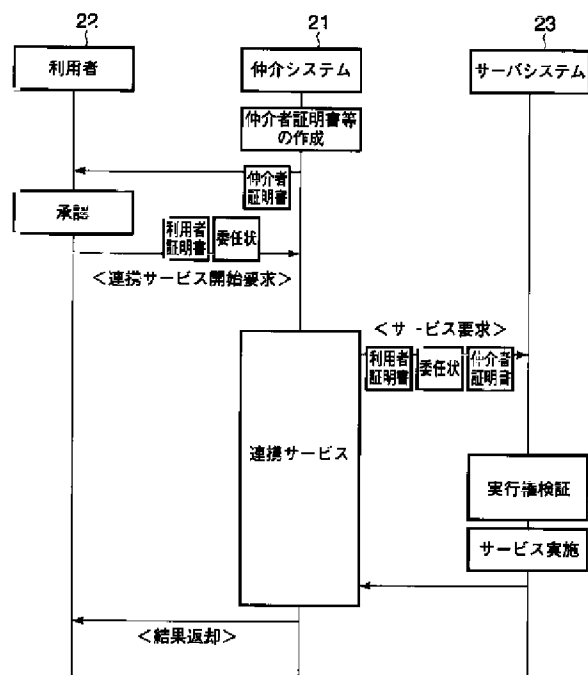 22
21
23
利用者
仲介システム
サーバシステム
仲介者証明書等
の作成
仲介者
証明書
承認
利用者
証明書
委任状
＜連携サービス開始要求＞
＜サービス要求＞
利用者
証明書
委任状
仲介者
証明書
連携サービス
実行権検証
サービス実施
＜結果返却＞